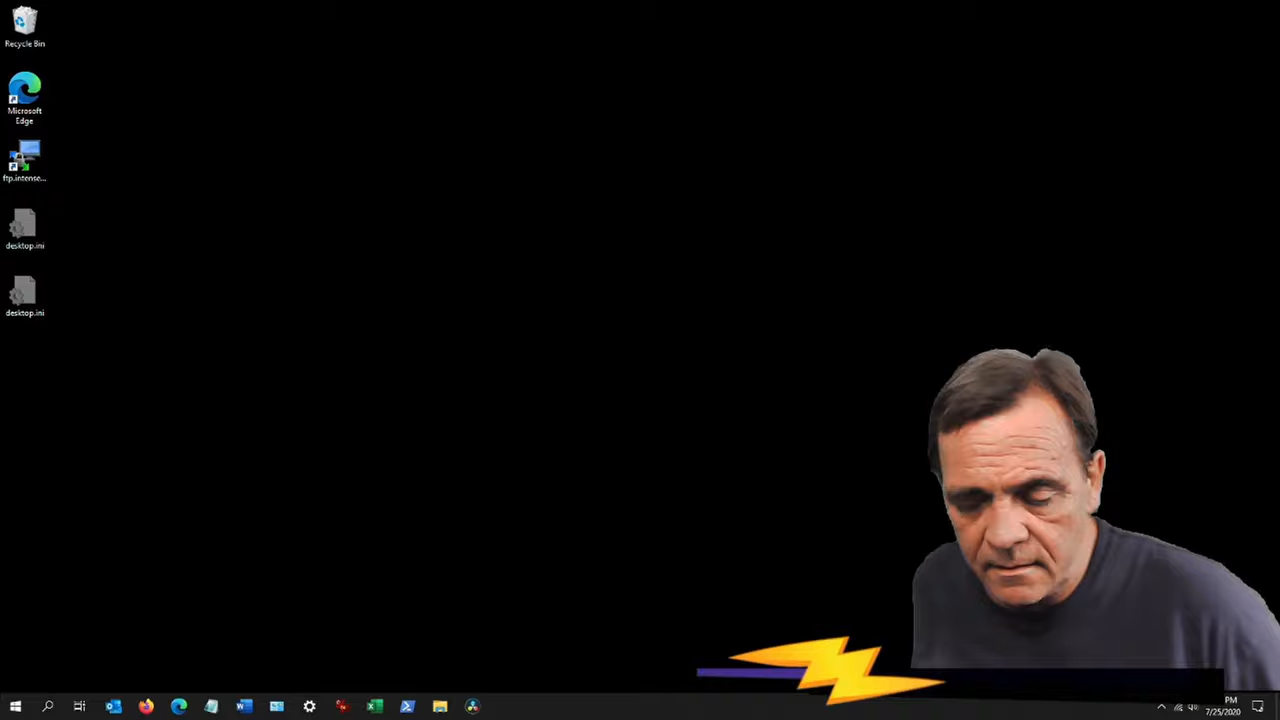 Recycle Bin
Microsoft
Edge
ftp.intense...
desktop.ini
desktop.ini
PM
7/25/2020